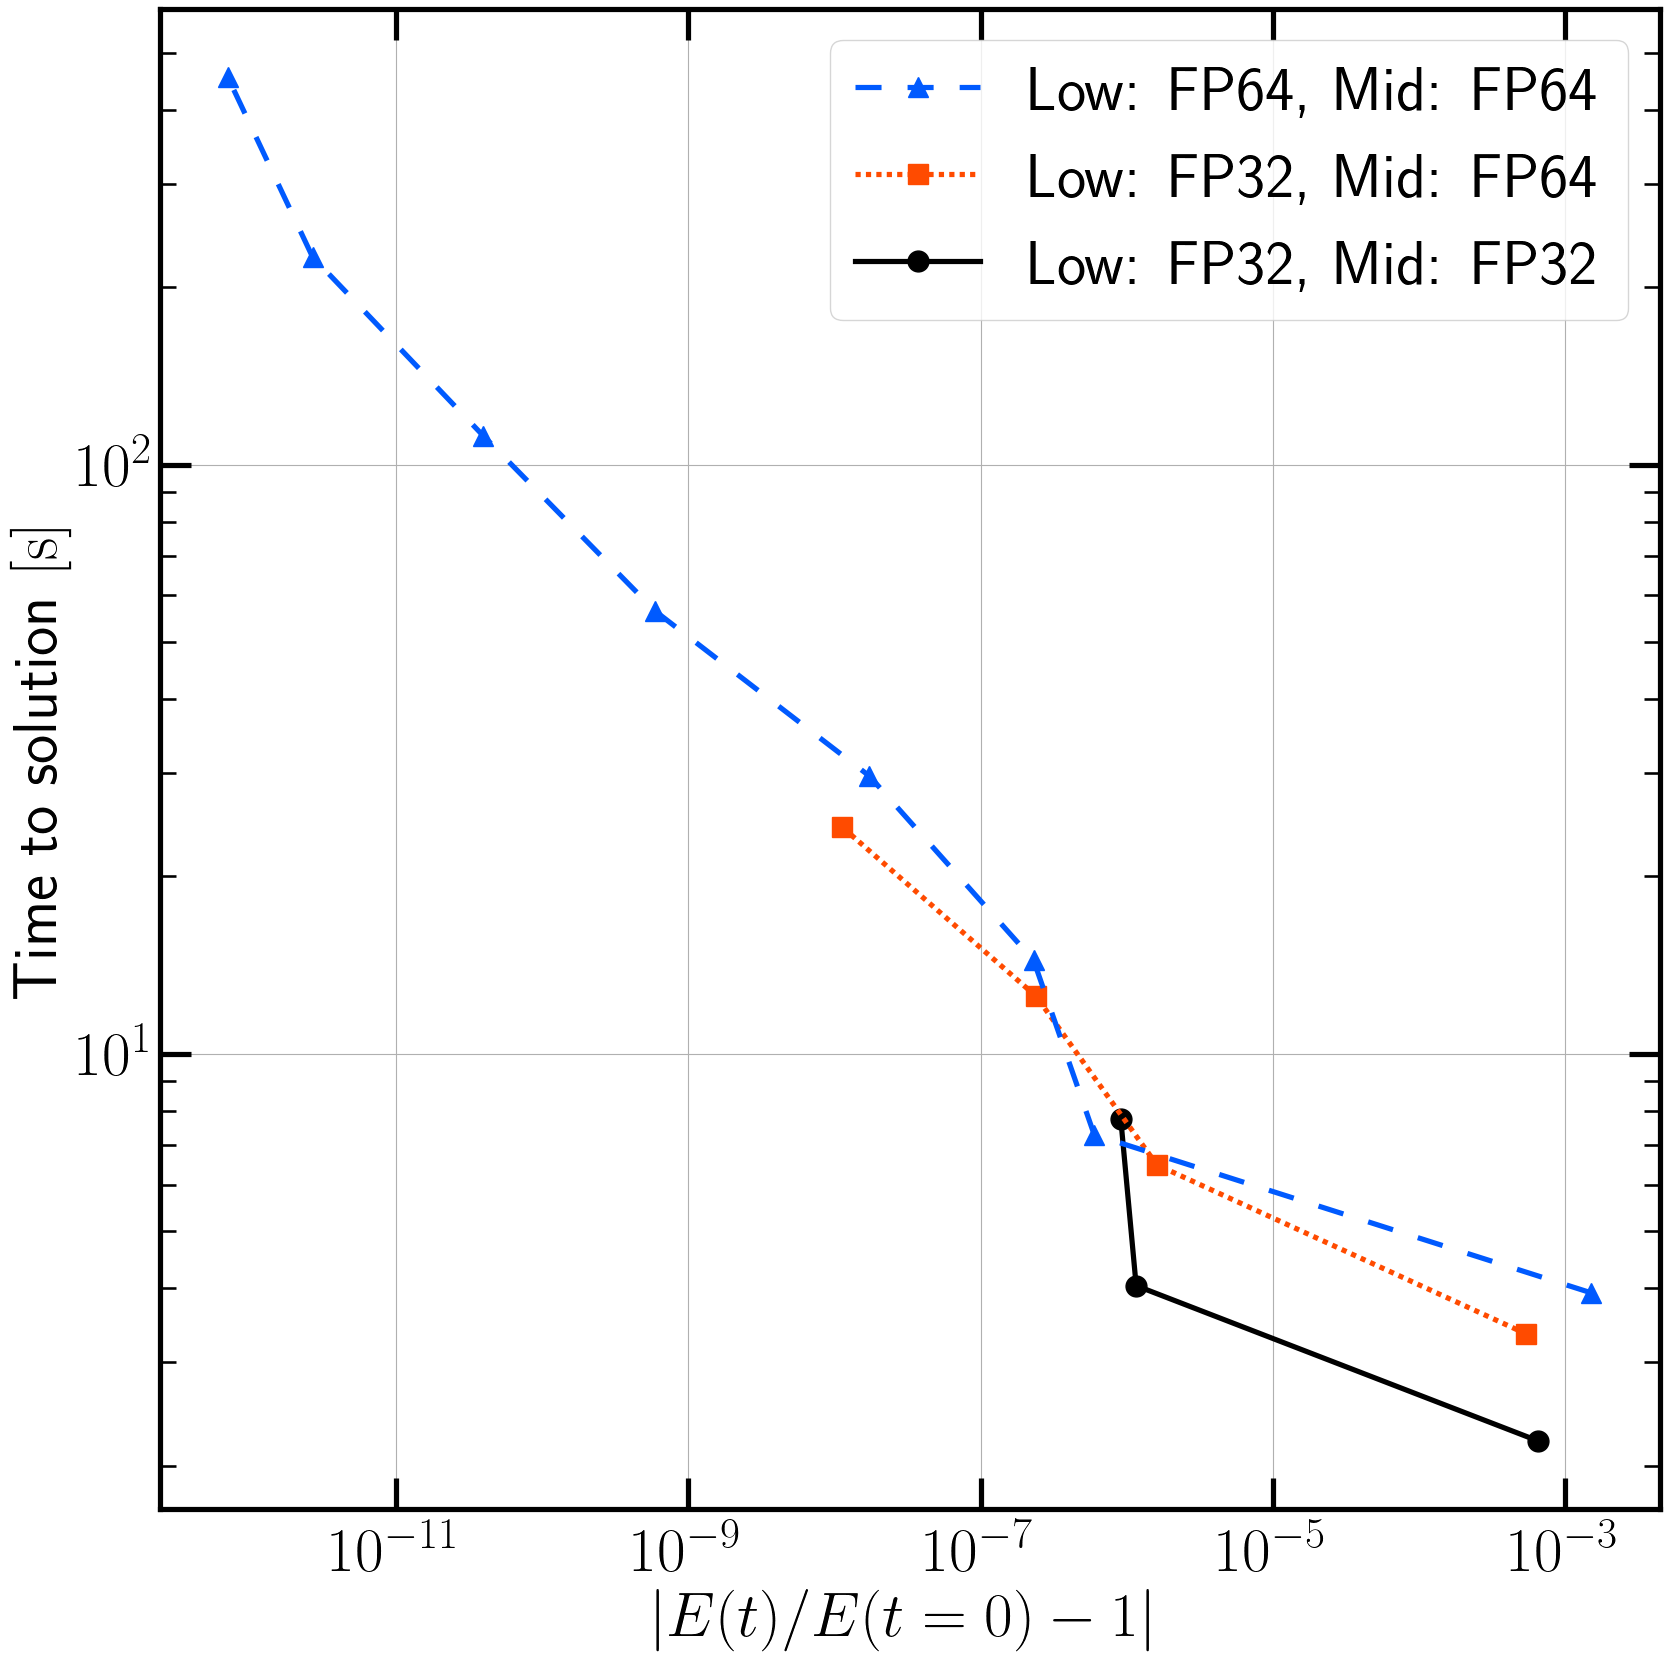 Low: FP64, Mid: FP64
Low: FP32, Mid: FP64
Low: FP32, Mid: FP32
Time to solution [s]
10^2
10^1
10^{-11} 10^{-9} 10^{-7} 10^{-5} 10^{-3}
|E(t)/E(t = 0) − 1|